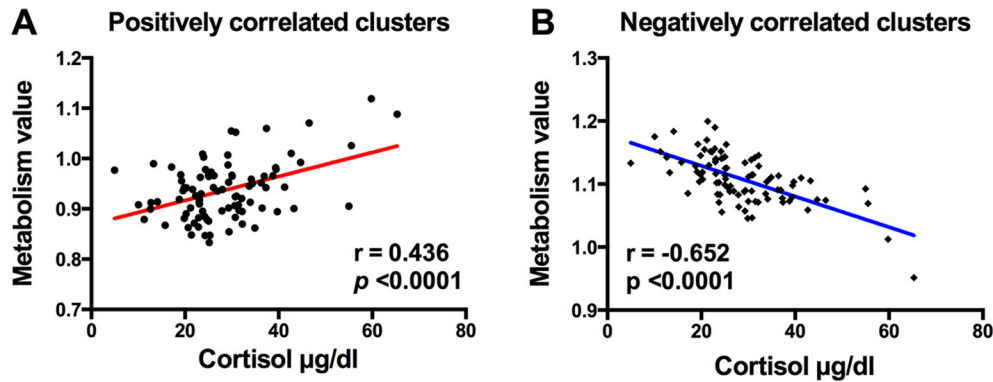 A Positively correlated clusters
Metabolism value
1.2
1.1
1.0
0.9
0.8
0.7
r = 0.436
p <0.0001
0 20 40 60 80
Cortisol µg/dl
B Negatively correlated clusters
Metabolism value
1.3
1.2
1.1
1.0
0.9
r = -0.652
p <0.0001
0 20 40 60 80
Cortisol µg/dl